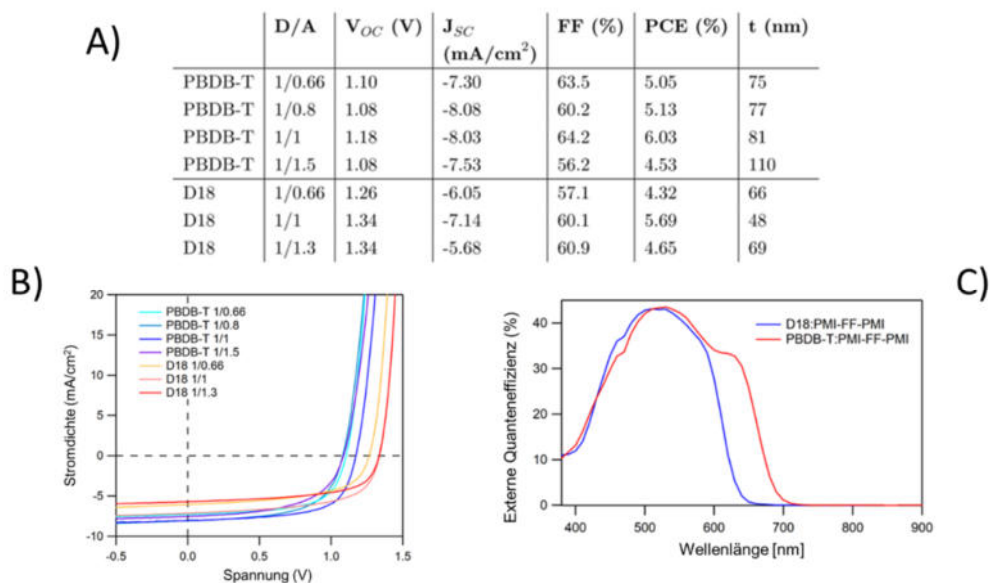 A)
D/A V_OC (V) J_SC (mA/cm²) FF (%) PCE (%) t (nm)
PBDB-T 1/0.66 1.10 -7.30 63.5 5.05 75
PBDB-T 1/0.8 1.08 -8.08 60.2 5.13 77
PBDB-T 1/1 1.18 -8.03 64.2 6.03 81
PBDB-T 1/1.5 1.08 -7.53 56.2 4.53 110
D18 1/0.66 1.26 -6.05 57.1 4.32 66
D18 1/1 1.34 -7.14 60.1 5.69 48
D18 1/1.3 1.34 -5.68 60.9 4.65 69
B)
Stromdichte (mA/cm²)
20
15
10
5
0
-5
-10
PBDB-T 1/0.66
PBDB-T 1/0.8
PBDB-T 1/1
PBDB-T 1/1.5
D18 1/0.66
D18 1/1
D18 1/1.3
-0.5 0.0 0.5 1.0 1.5
Spannung (V)
C)
Externe Quanteneffizienz (%)
40
30
20
10
0
D18:PMI-FF-PMI
PBDB-T:PMI-FF-PMI
400 500 600 700 800 900
Wellenlänge [nm]